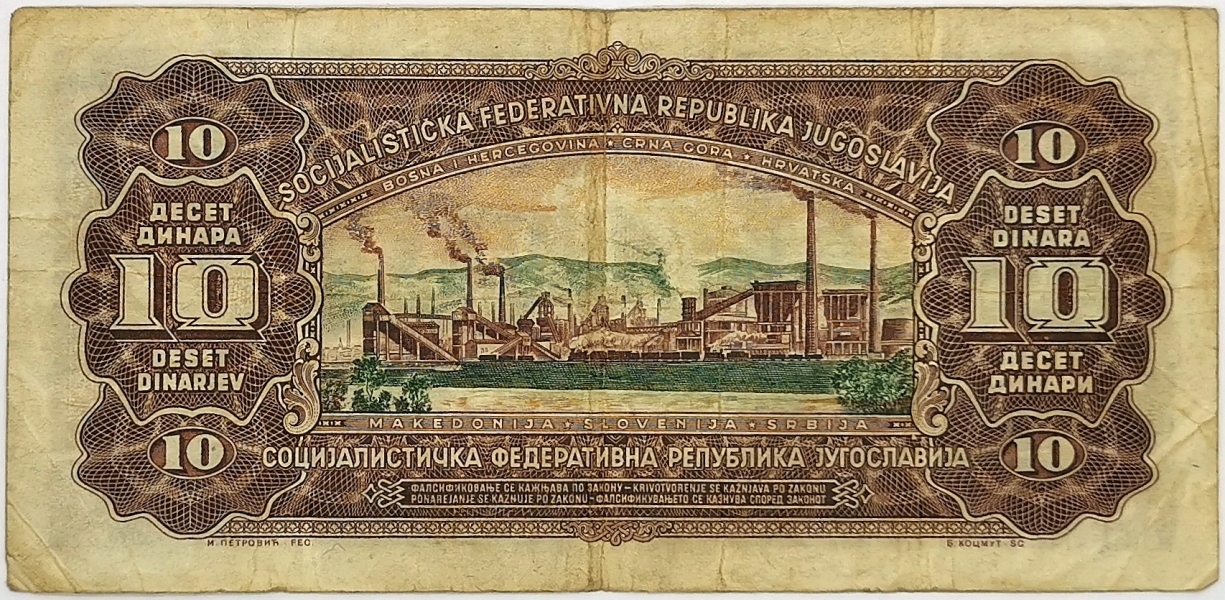 SOCIJALISTIČKA FEDERATIVNA REPUBLIKA JUGOSLAVIJA
BOSNA I HERCEGOVINA ★ CRNA GORA ★ HRVATSKA
10
ДЕСЕТ
ДИНАРА
10
DESET
DINARJEV
10
10
DESET
DINARA
10
ДЕСЕТ
ДИНАРИ
10
MAKEDONIJA ★ SLOVENIJA ★ SRBIJA
СОЦИЈАЛИСТИЧКА ФЕДЕРАТИВНА РЕПУБЛИКА ЈУГОСЛАВИЈА
ФАЛСИФИКОВАЊЕ СЕ КАЖЊАВА ПО ЗАКОНУ – KRIVOTVORENJE SE KAŽNJAVA PO ZAKONU
PONAREJANJE SE KAZNUJE PO ZAKONU – ФАЛСИФИКУВАЊЕТО СЕ КАЗНУВА СПОРЕД ЗАКОНОТ
И. ПЕТРОВИЋ FEC.
Б. КОЦМУТ SC.